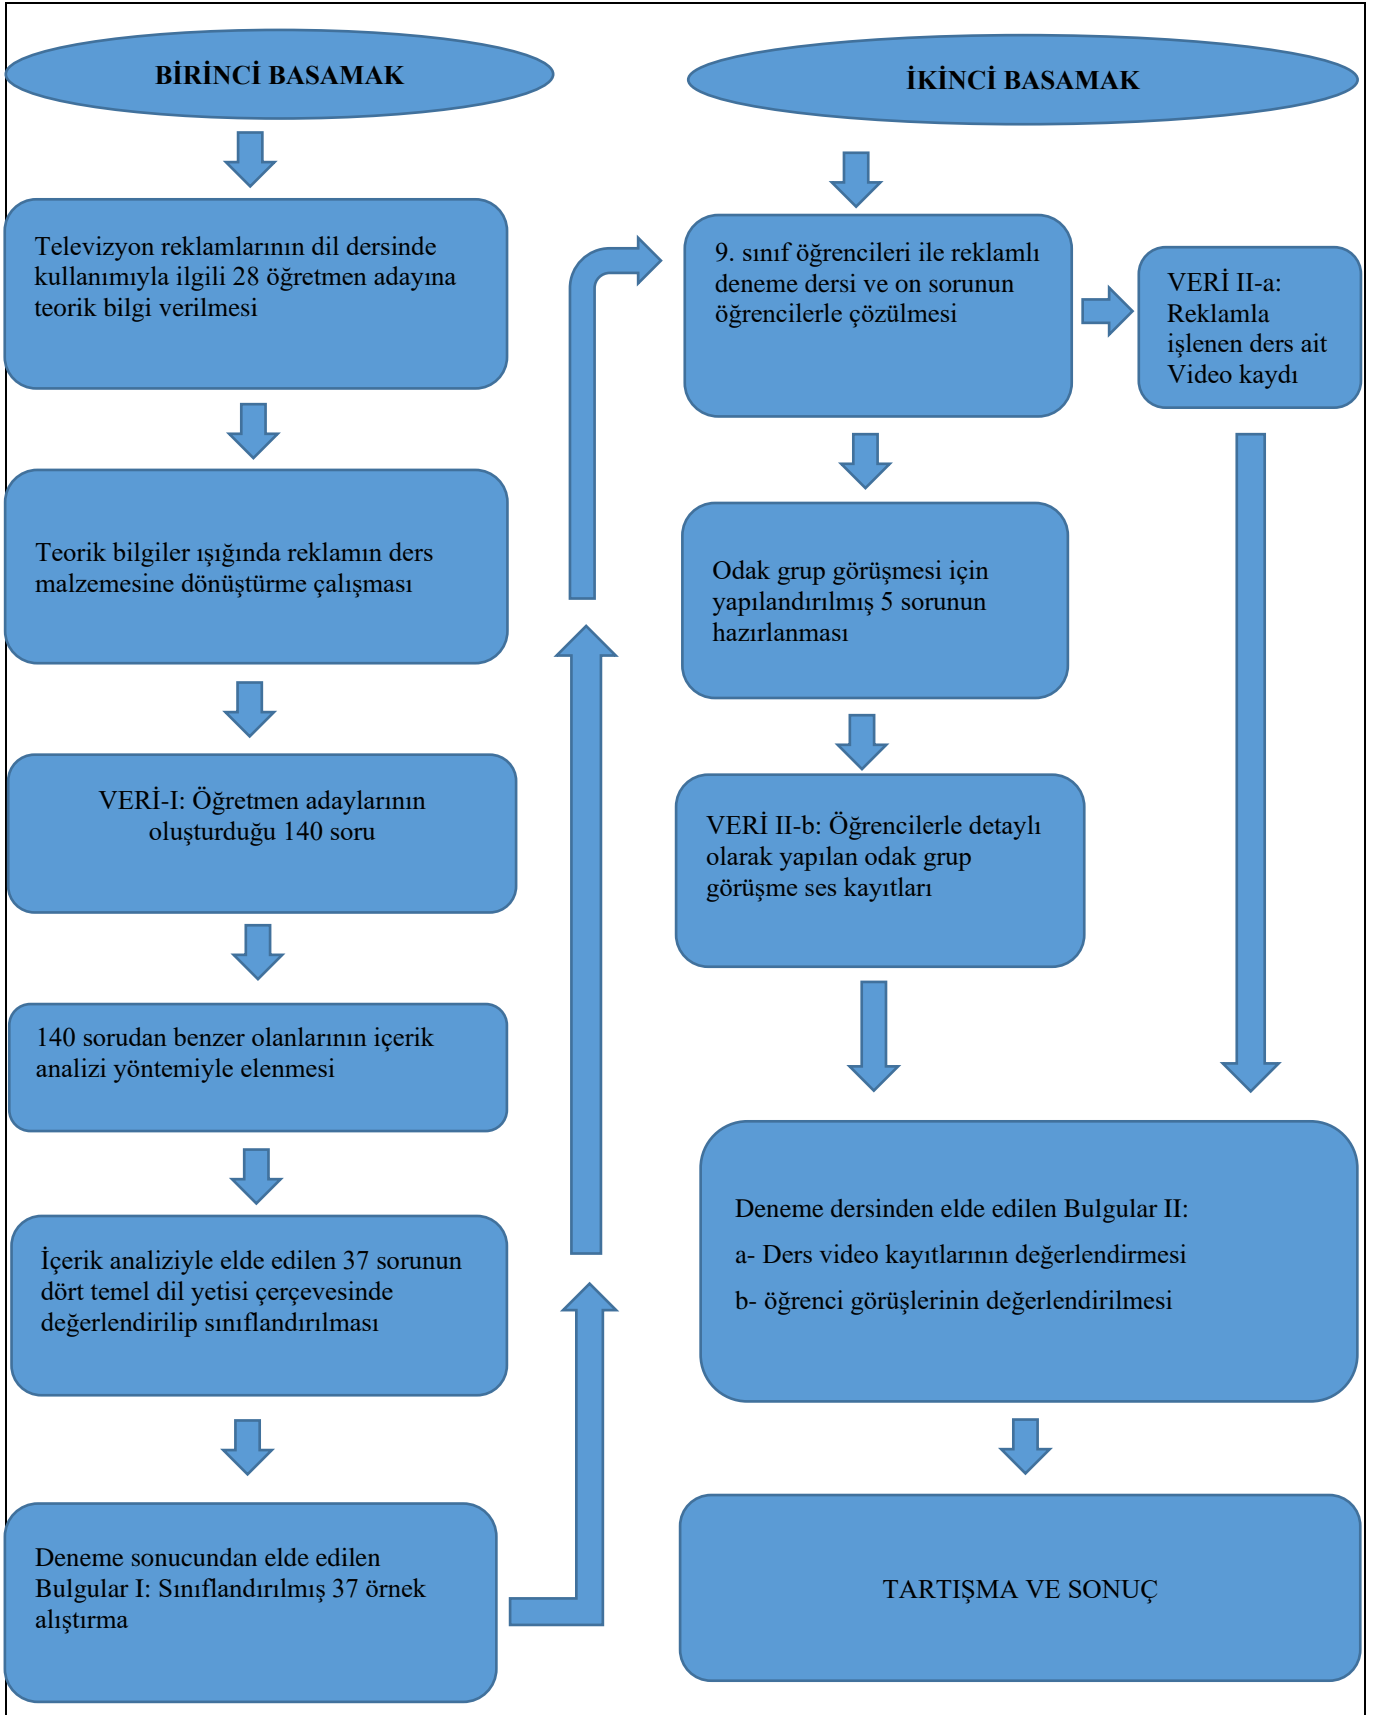 BİRİNCİ BASAMAK
Televizyon reklamlarının dil dersinde
kullanımıyla ilgili 28 öğretmen adayına
teorik bilgi verilmesi
Teorik bilgiler ışığında reklamın ders
malzemesine dönüştürme çalışması
VERİ-I: Öğretmen adaylarının
oluşturduğu 140 soru
140 sorudan benzer olanlarının içerik
analizi yöntemiyle elenmesi
İçerik analiziyle elde edilen 37 sorunun
dört temel dil yetisi çerçevesinde
değerlendirilip sınıflandırılması
Deneme sonucundan elde edilen
Bulgular I: Sınıflandırılmış 37 örnek
alıştırma
İKİNCİ BASAMAK
9. sınıf öğrencileri ile reklamlı
deneme dersi ve on sorunun
öğrencilerle çözülmesi
VERİ II-a:
Reklamla
işlenen ders ait
Video kaydı
Odak grup görüşmesi için
yapılandırılmış 5 sorunun
hazırlanması
VERİ II-b: Öğrencilerle detaylı
olarak yapılan odak grup
görüşme ses kayıtları
Deneme dersinden elde edilen Bulgular II:
a- Ders video kayıtlarının değerlendirmesi
b- öğrenci görüşlerinin değerlendirilmesi
TARTIŞMA VE SONUÇ